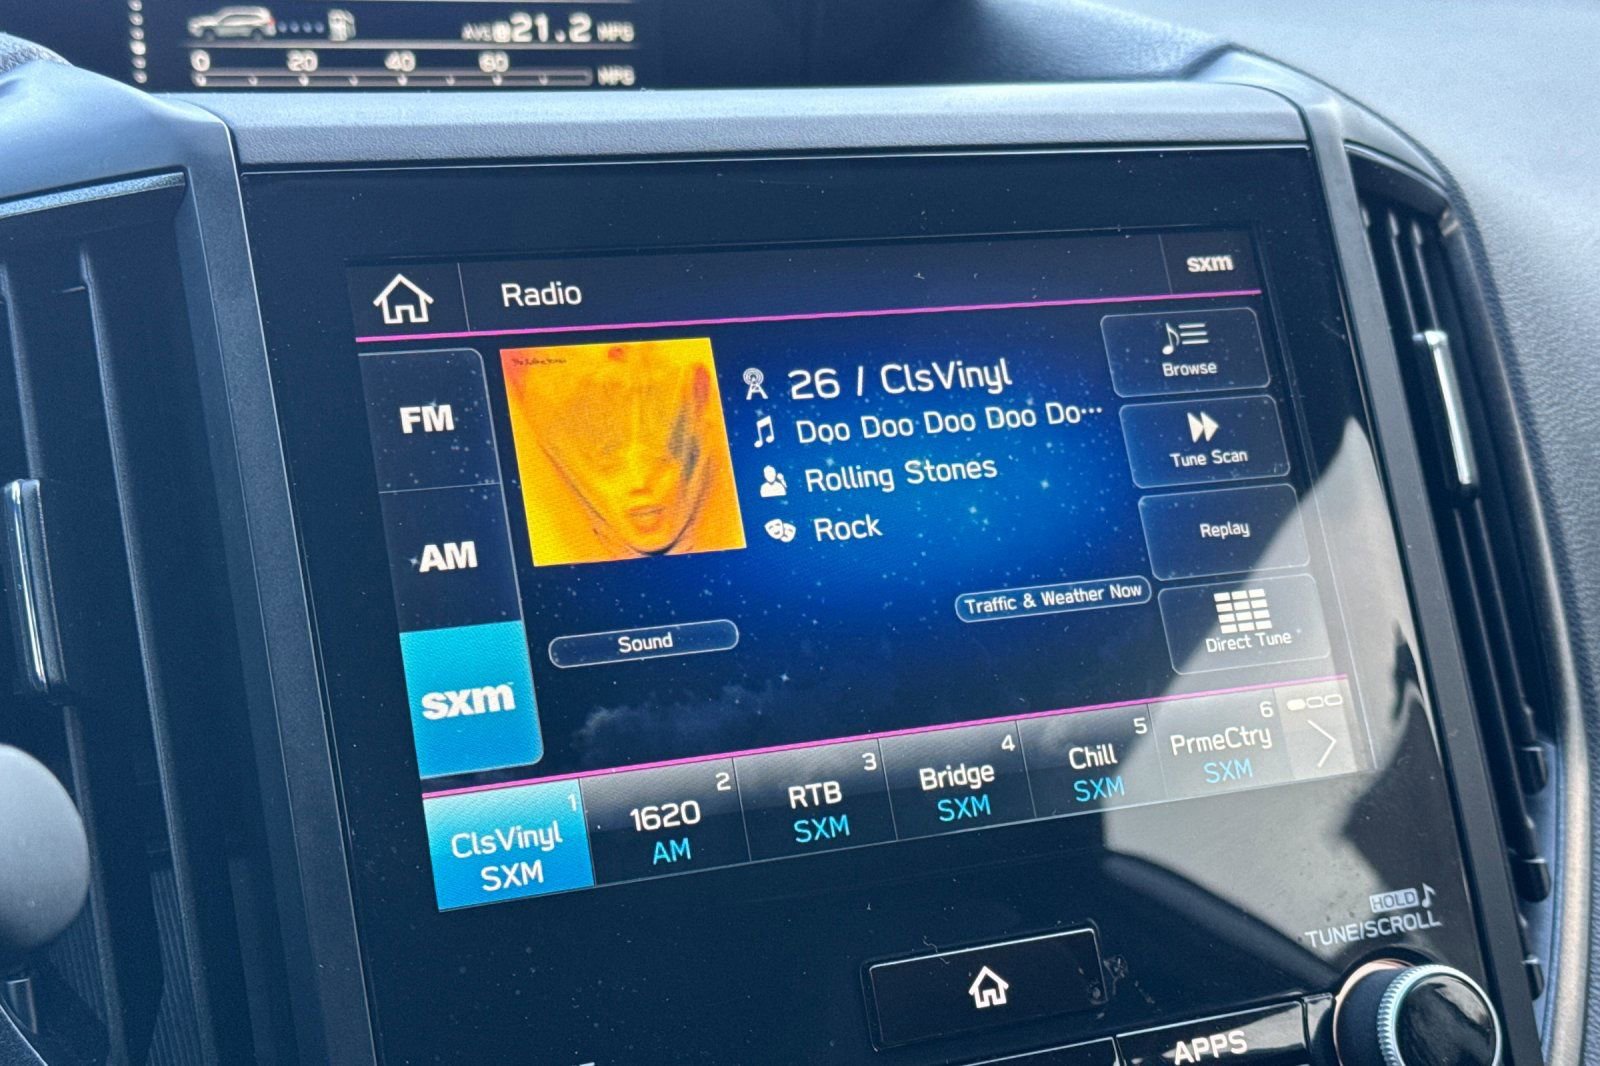 AVG 21.2 MPG
0 20 40 60 MPG
Radio
sxm
FM
AM
sxm
26 / ClsVinyl
Doo Doo Doo Doo Do...
Rolling Stones
Rock
Browse
Tune Scan
Replay
Direct Tune
Traffic & Weather Now
Sound
1
ClsVinyl
SXM
2
1620
AM
3
RTB
SXM
4
Bridge
SXM
5
Chill
SXM
6
PrmeCtry
SXM
HOLD
TUNE/SCROLL
APPS